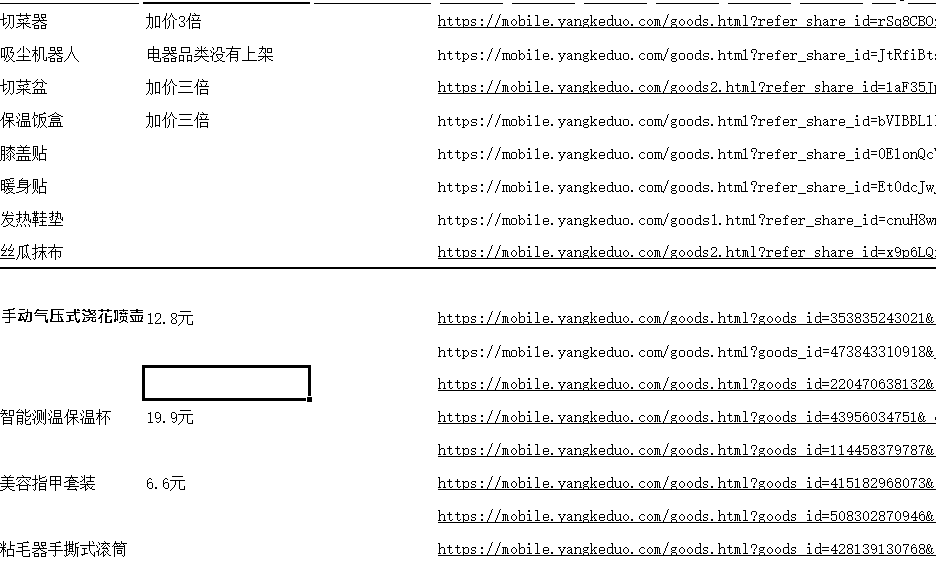 切菜器 加价3倍 https://mobile.yangkeduo.com/goods.html?refer_share_id=rSq8CBO
吸尘机器人 电器品类没有上架 https://mobile.yangkeduo.com/goods.html?refer_share_id=JtRfiBt
切菜盆 加价三倍 https://mobile.yangkeduo.com/goods2.html?refer_share_id=1aF35J
保温饭盒 加价三倍 https://mobile.yangkeduo.com/goods.html?refer_share_id=bVIBBL1
膝盖贴 https://mobile.yangkeduo.com/goods.html?refer_share_id=0ElonQc
暖身贴 https://mobile.yangkeduo.com/goods.html?refer_share_id=Et0dcJw
发热鞋垫 https://mobile.yangkeduo.com/goods1.html?refer_share_id=cnuH8w
丝瓜抹布 https://mobile.yangkeduo.com/goods2.html?refer_share_id=x9p6LQ
手动气压式浇花喷壶 12.8元 https://mobile.yangkeduo.com/goods.html?goods_id=353835243021&
https://mobile.yangkeduo.com/goods.html?goods_id=473843310918&
https://mobile.yangkeduo.com/goods.html?goods_id=220470638132&
智能测温保温杯 19.9元 https://mobile.yangkeduo.com/goods.html?goods_id=43956034751&
https://mobile.yangkeduo.com/goods.html?goods_id=114458379787&
美容指甲套装 6.6元 https://mobile.yangkeduo.com/goods.html?goods_id=415182968073&
https://mobile.yangkeduo.com/goods.html?goods_id=508302870946&
粘毛器手撕式滚筒 https://mobile.yangkeduo.com/goods.html?goods_id=428139130768&